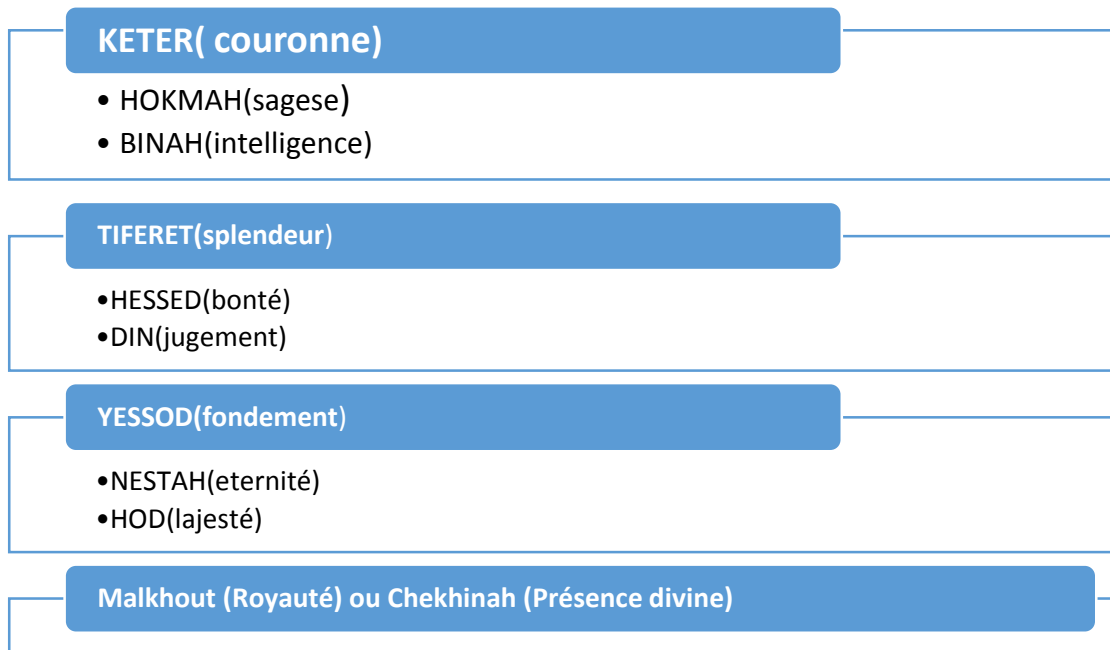 KETER( couronne)
• HOKMAH(sagese)
• BINAH(intelligence)
TIFERET(splendeur)
•HESSED(bonté)
•DIN(jugement)
YESSOD(fondement)
•NESTAH(eternité)
•HOD(lajesté)
Malkhout (Royauté) ou Chekhinah (Présence divine)